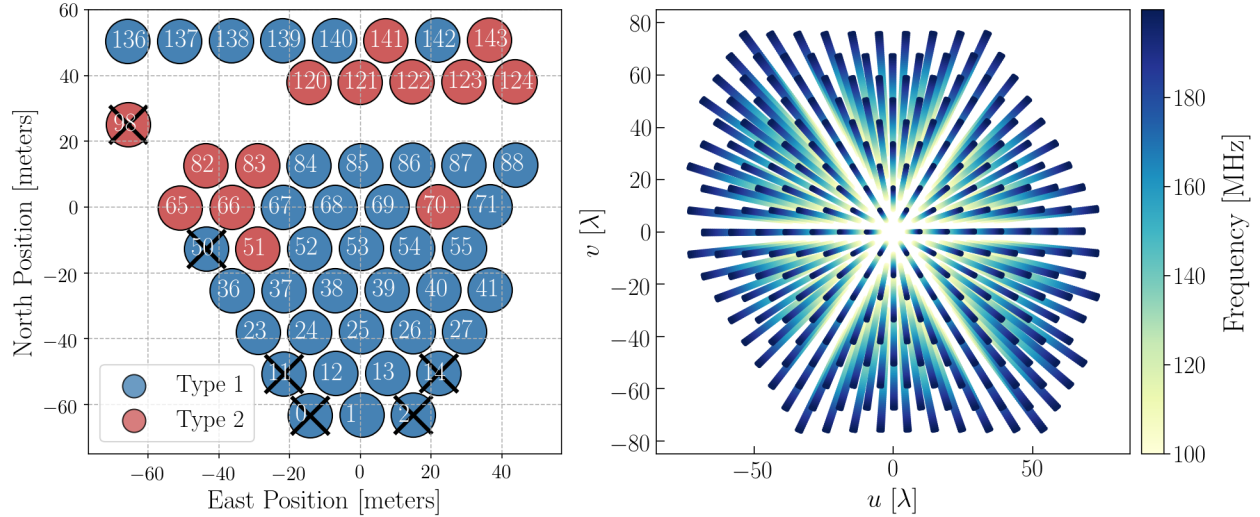 60
40
20
0
−20
−40
−60
North Position [meters]
136 137 138 139 140 141 142 143
120 121 122 123 124
98
82 83 84 85 86 87 88
65 66 67 68 69 70 71
50 51 52 53 54 55
36 37 38 39 40 41
23 24 25 26 27
11 12 13 14
0 1 2
Type 1
Type 2
−60 −40 −20 0 20 40
East Position [meters]
80
60
40
20
0
−20
−40
−60
−80
v [λ]
−50 0 50
u [λ]
180
160
140
120
100
Frequency [MHz]